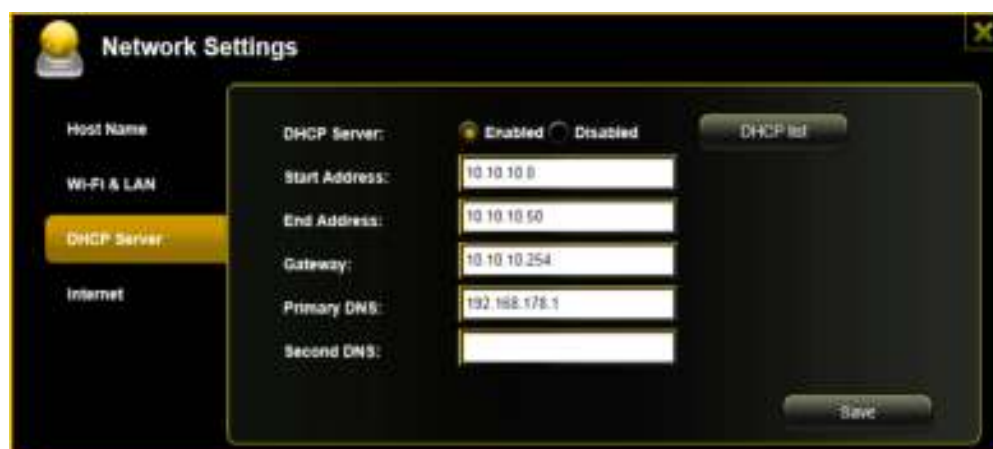 Network Settings
Host Name
Wi-Fi & LAN
DHCP Server
Internet
DHCP Server: Enabled Disabled DHCP list
Start Address: 10.10.10.0
End Address: 10.10.10.50
Gateway: 10.10.10.254
Primary DNS: 192.168.178.1
Second DNS:
Save